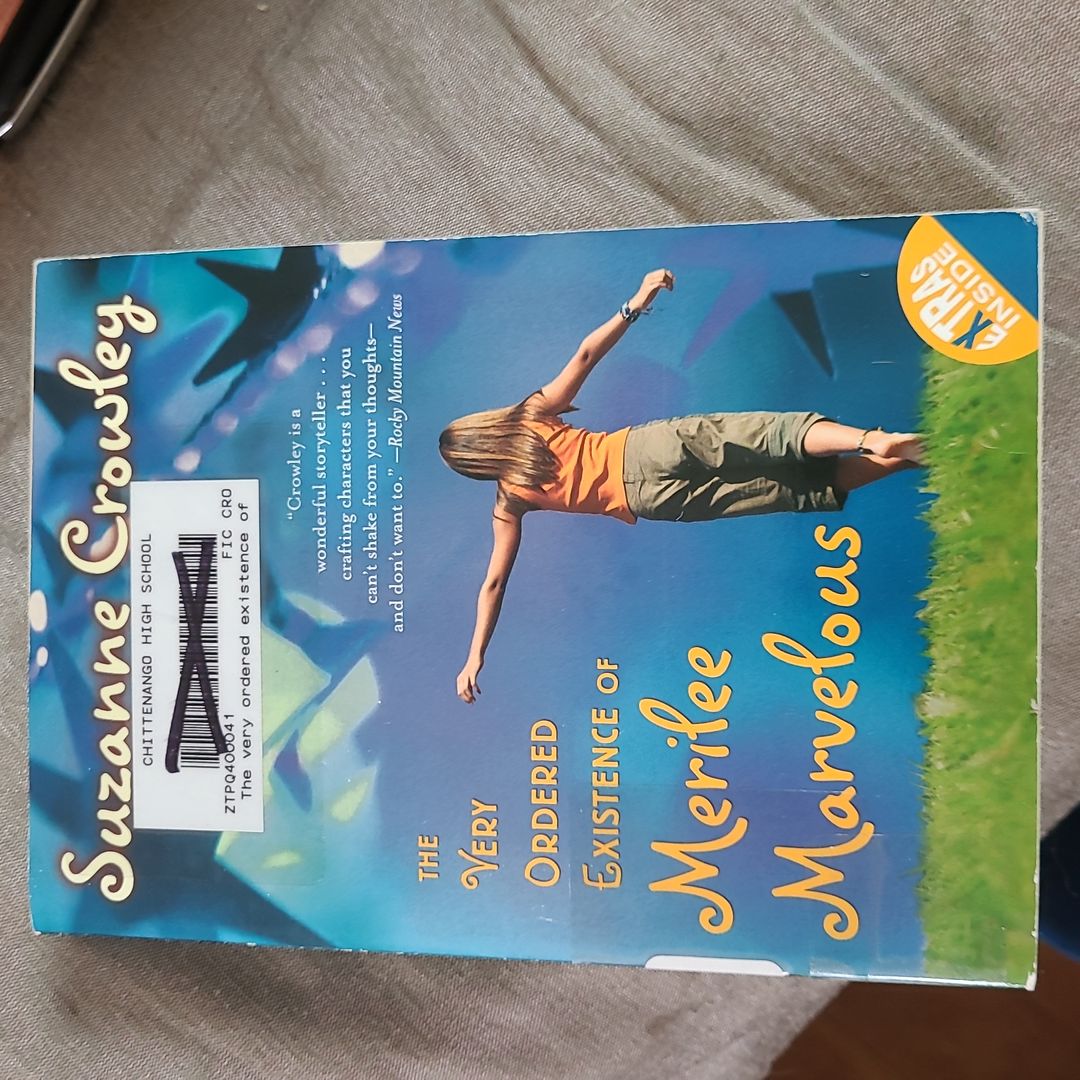 Suzanne Crowley
CHITTENANGO HIGH SCHOOL
ZTPQ400041 FIC CRO
The very ordered existence of
"Crowley is a
wonderful storyteller . . .
crafting characters that you
can't shake from your thoughts—
and don't want to." —Rocky Mountain News
THE
VERY
ORDERED
EXISTENCE OF
Merilee
Marvelous
EXTRAS
INSIDE